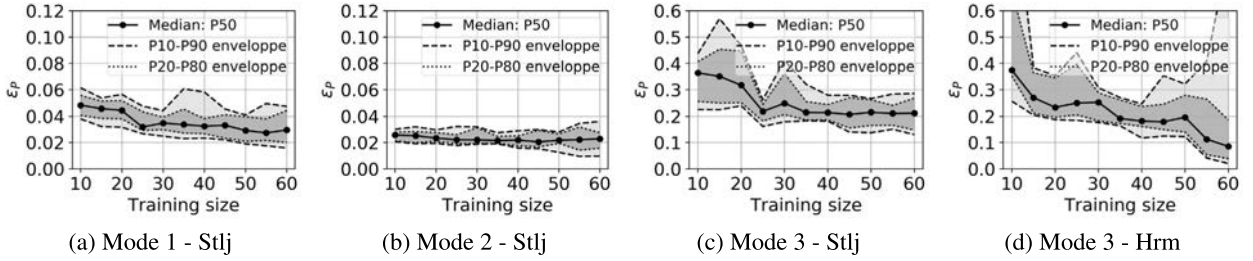 0.12
0.10
0.08
0.06
0.04
0.02
0.00
εP
Median: P50
P10-P90 enveloppe
P20-P80 enveloppe
10 20 30 40 50 60
Training size
(a) Mode 1 - Stlj
0.12
0.10
0.08
0.06
0.04
0.02
0.00
εP
Median: P50
P10-P90 enveloppe
P20-P80 enveloppe
10 20 30 40 50 60
Training size
(b) Mode 2 - Stlj
0.6
0.5
0.4
0.3
0.2
0.1
0.0
εP
Median: P50
P10-P90 enveloppe
P20-P80 enveloppe
10 20 30 40 50 60
Training size
(c) Mode 3 - Stlj
0.6
0.5
0.4
0.3
0.2
0.1
0.0
εP
Median: P50
P10-P90 enveloppe
P20-P80 enveloppe
10 20 30 40 50 60
Training size
(d) Mode 3 - Hrm